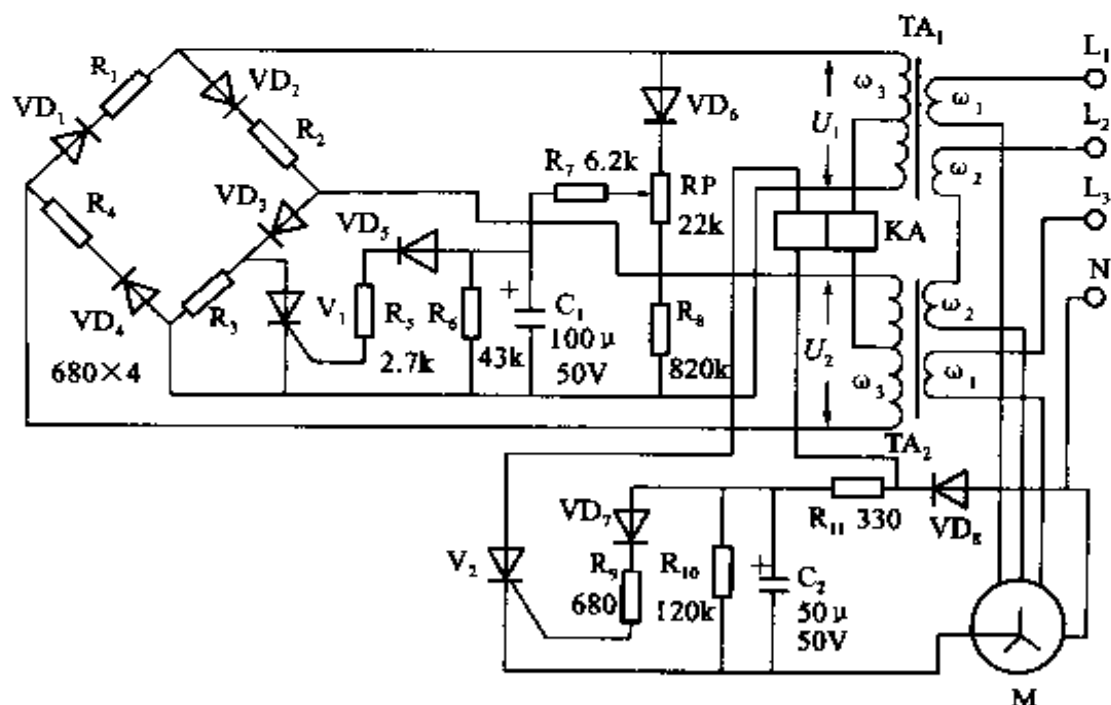 TA₁
L₁
R₁
VD₂
ω₃
ω₁
VD₁
VD₆
L₂
U₁
R₂
R₇ 6.2k
ω₂
RP
L₃
R₄
VD₃
22k
KA
VD₅
N
+
V₁
R₅
R₆
C₁
R₈
ω₂
VD₄
R₃
100μ
U₂
2.7k
43k
50V
820k
ω₁
680×4
ω₃
TA₂
VD₇
R₁₁ 330
VD₈
V₂
R₉
R₁₀
+
C₂
680
120k
50μ
50V
M